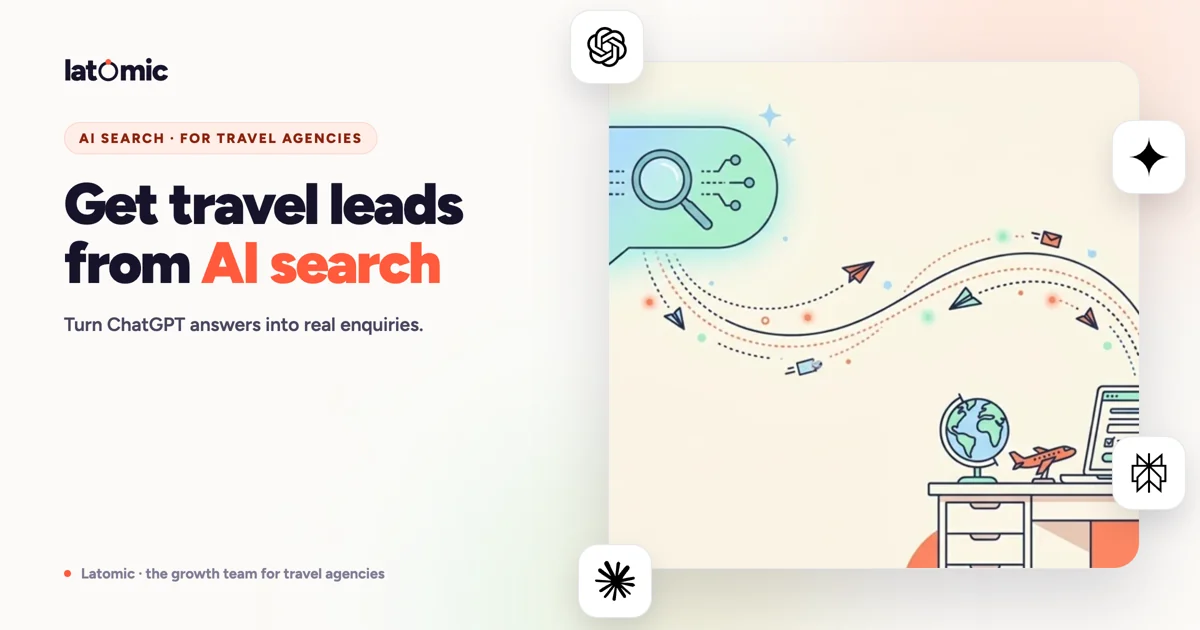 latomic
AI SEARCH · FOR TRAVEL AGENCIES
Get travel leads
from AI search
Turn ChatGPT answers into real enquiries.
Latomic · the growth team for travel agencies